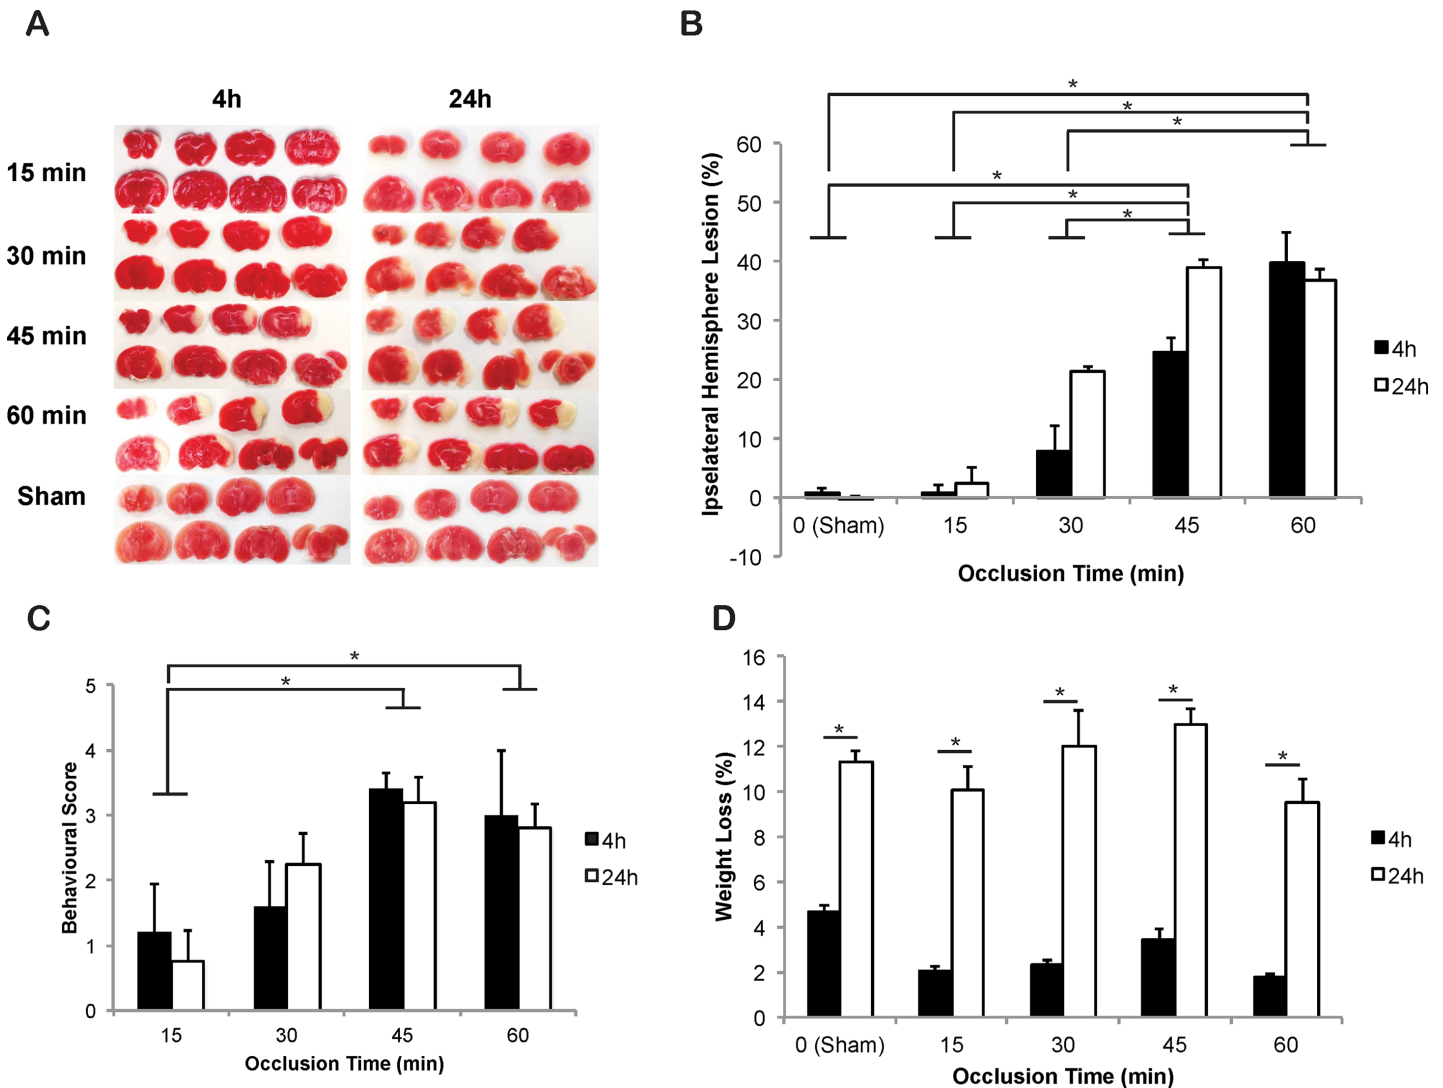 A
4h 24h
15 min
30 min
45 min
60 min
Sham
B
*
*
*
*
*
*
Ipselateral Hemisphere Lesion (%)
60
50
40
30
20
10
0
-10
0 (Sham) 15 30 45 60
Occlusion Time (min)
4h
24h
C
*
*
Behavioural Score
5
4
3
2
1
0
15 30 45 60
Occlusion Time (min)
4h
24h
D
* * * * *
Weight Loss (%)
16
14
12
10
8
6
4
2
0
0 (Sham) 15 30 45 60
Occlusion Time (min)
4h
24h